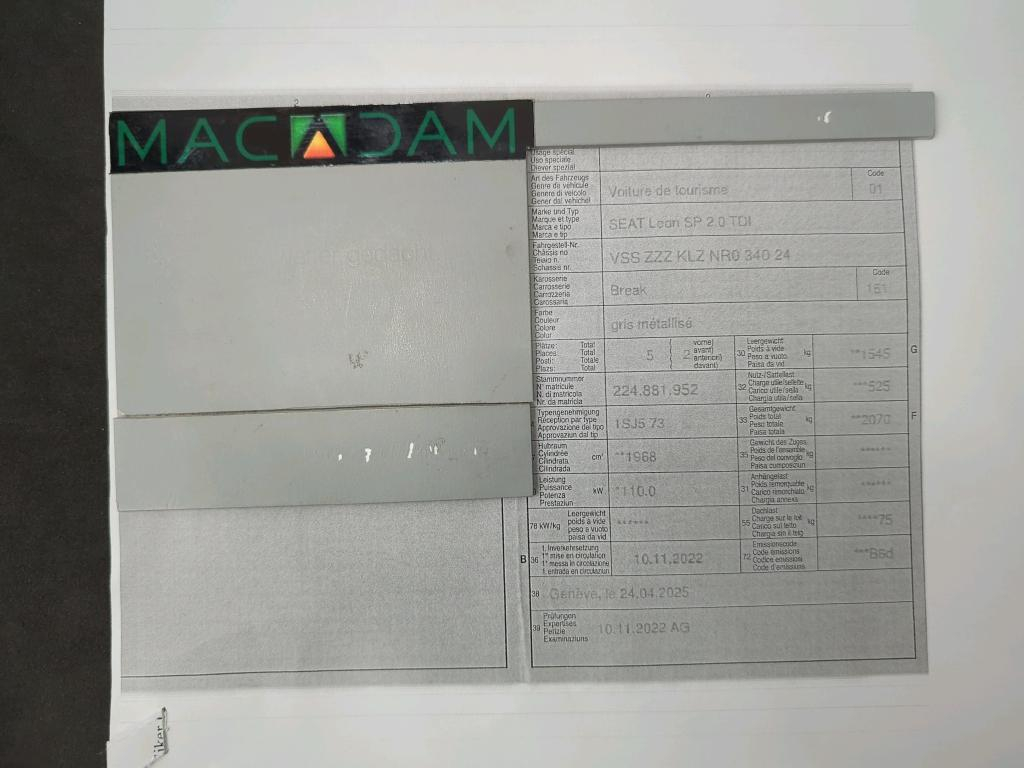 2
MACADAM
Usage spécial
Uso speciale
Diever spezial
Art des Fahrzeugs
Genre de véhicule
Genere di veicolo
Gener dal vehichel
Voiture de tourisme
Code
01
Marke und Typ
Marque et type
Marca e tipo
Marca e tip
SEAT Leon SP 2.0 TDI
Fahrgestell-Nr.
Châssis no
Telaio n.
Schassis nr.
VSS ZZZ KLZ NR0 340 24
Karosserie
Carrosserie
Carrozzeria
Carossaria
Break
Code
151
Farbe
Couleur
Colore
Colur
gris métallisé
Plätze: Total
Places: Total
Posti: Totale
Plazs: Total
5 ( 2
vorne)
avant)
anteriori)
davant)
30
Leergewicht
Poids à vide
Peso a vuoto
Paisa da vid
kg
**1545
G
Stammnummer
N° matricule
N. di matricola
Nr. da matricla
224.881.952
32
Nutz-/Sattellast
Charge utile/sellette
Carico utile/sella
Chargia utila/sella
kg
***525
Typengenehmigung
Réception par type
Approvazione del tipo
Approvaziun dal tip
1SJ5 73
33
Gesamtgewicht
Poids total
Peso totale
Paisa totala
kg
**2070
F
Hubraum
Cylindrée
Cilindrata
Cilindrada
cm³
**1968
35
Gewicht des Zuges
Poids de l'ensemble
Peso del convoglio
Paisa cumposiziun
kg
******
Leistung
Puissance
Potenza
Prestaziun
kW
*110.0
31
Anhängelast
Poids remorquable
Carico rimorchiato
Chargia annexa
kg
******
78 kW/kg
Leergewicht
poids à vide
peso a vuoto
paisa da vid
******
55
Dachlast
Charge sur le toit
Carico sul tetto
Chargia sin il tetg
kg
****75
B
36
1. Inverkehrsetzung
1re mise en circulation
1a messa in circolazione
1. entrada en circulaziun
10.11.2022
72
Emissionscode
Code émissions
Codice emissioni
Code d'emissiuns
***B6d
38
Genève, le 24.04.2025
39
Prüfungen
Expertises
Perizie
Examinaziuns
10.11.2022 AG